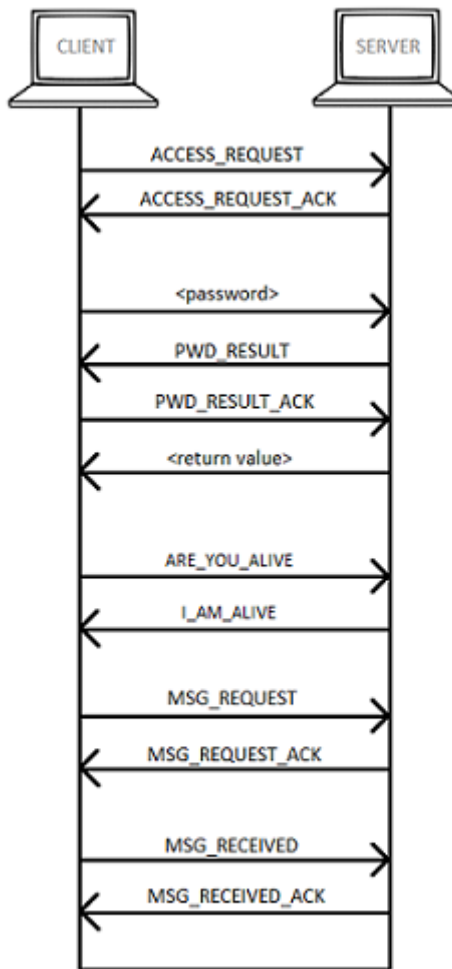 CLIENT
SERVER
ACCESS_REQUEST
ACCESS_REQUEST_ACK
<password>
PWD_RESULT
PWD_RESULT_ACK
<return value>
ARE_YOU_ALIVE
I_AM_ALIVE
MSG_REQUEST
MSG_REQUEST_ACK
MSG_RECEIVED
MSG_RECEIVED_ACK